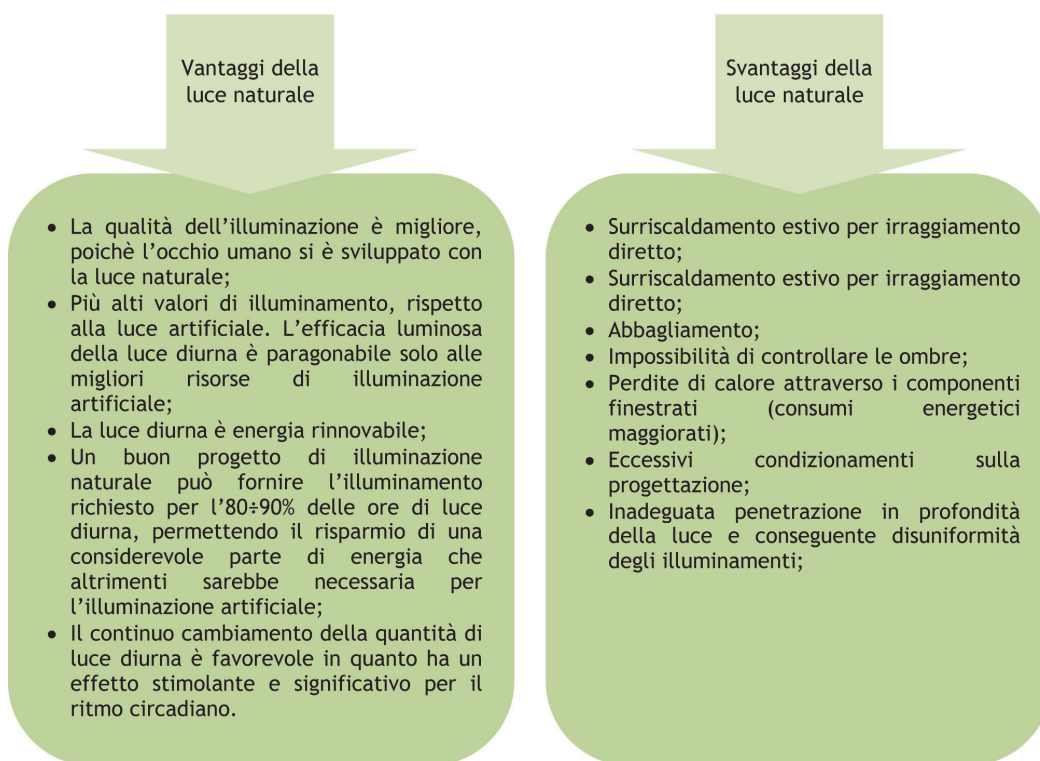 Vantaggi della
luce naturale
• La qualità dell’illuminazione è migliore,
poichè l’occhio umano si è sviluppato con
la luce naturale;
• Più alti valori di illuminamento, rispetto
alla luce artificiale. L’efficacia luminosa
della luce diurna è paragonabile solo alle
migliori risorse di illuminazione
artificiale;
• La luce diurna è energia rinnovabile;
• Un buon progetto di illuminazione
naturale può fornire l’illuminamento
richiesto per l’80÷90% delle ore di luce
diurna, permettendo il risparmio di una
considerevole parte di energia che
altrimenti sarebbe necessaria per
l’illuminazione artificiale;
• Il continuo cambiamento della quantità di
luce diurna è favorevole in quanto ha un
effetto stimolante e significativo per il
ritmo circadiano.
Svantaggi della
luce naturale
• Surriscaldamento estivo per irraggiamento
diretto;
• Surriscaldamento estivo per irraggiamento
diretto;
• Abbagliamento;
• Impossibilità di controllare le ombre;
• Perdite di calore attraverso i componenti
finestrati (consumi energetici
maggiorati);
• Eccessivi condizionamenti sulla
progettazione;
• Inadeguata penetrazione in profondità
della luce e conseguente disuniformità
degli illuminamenti;